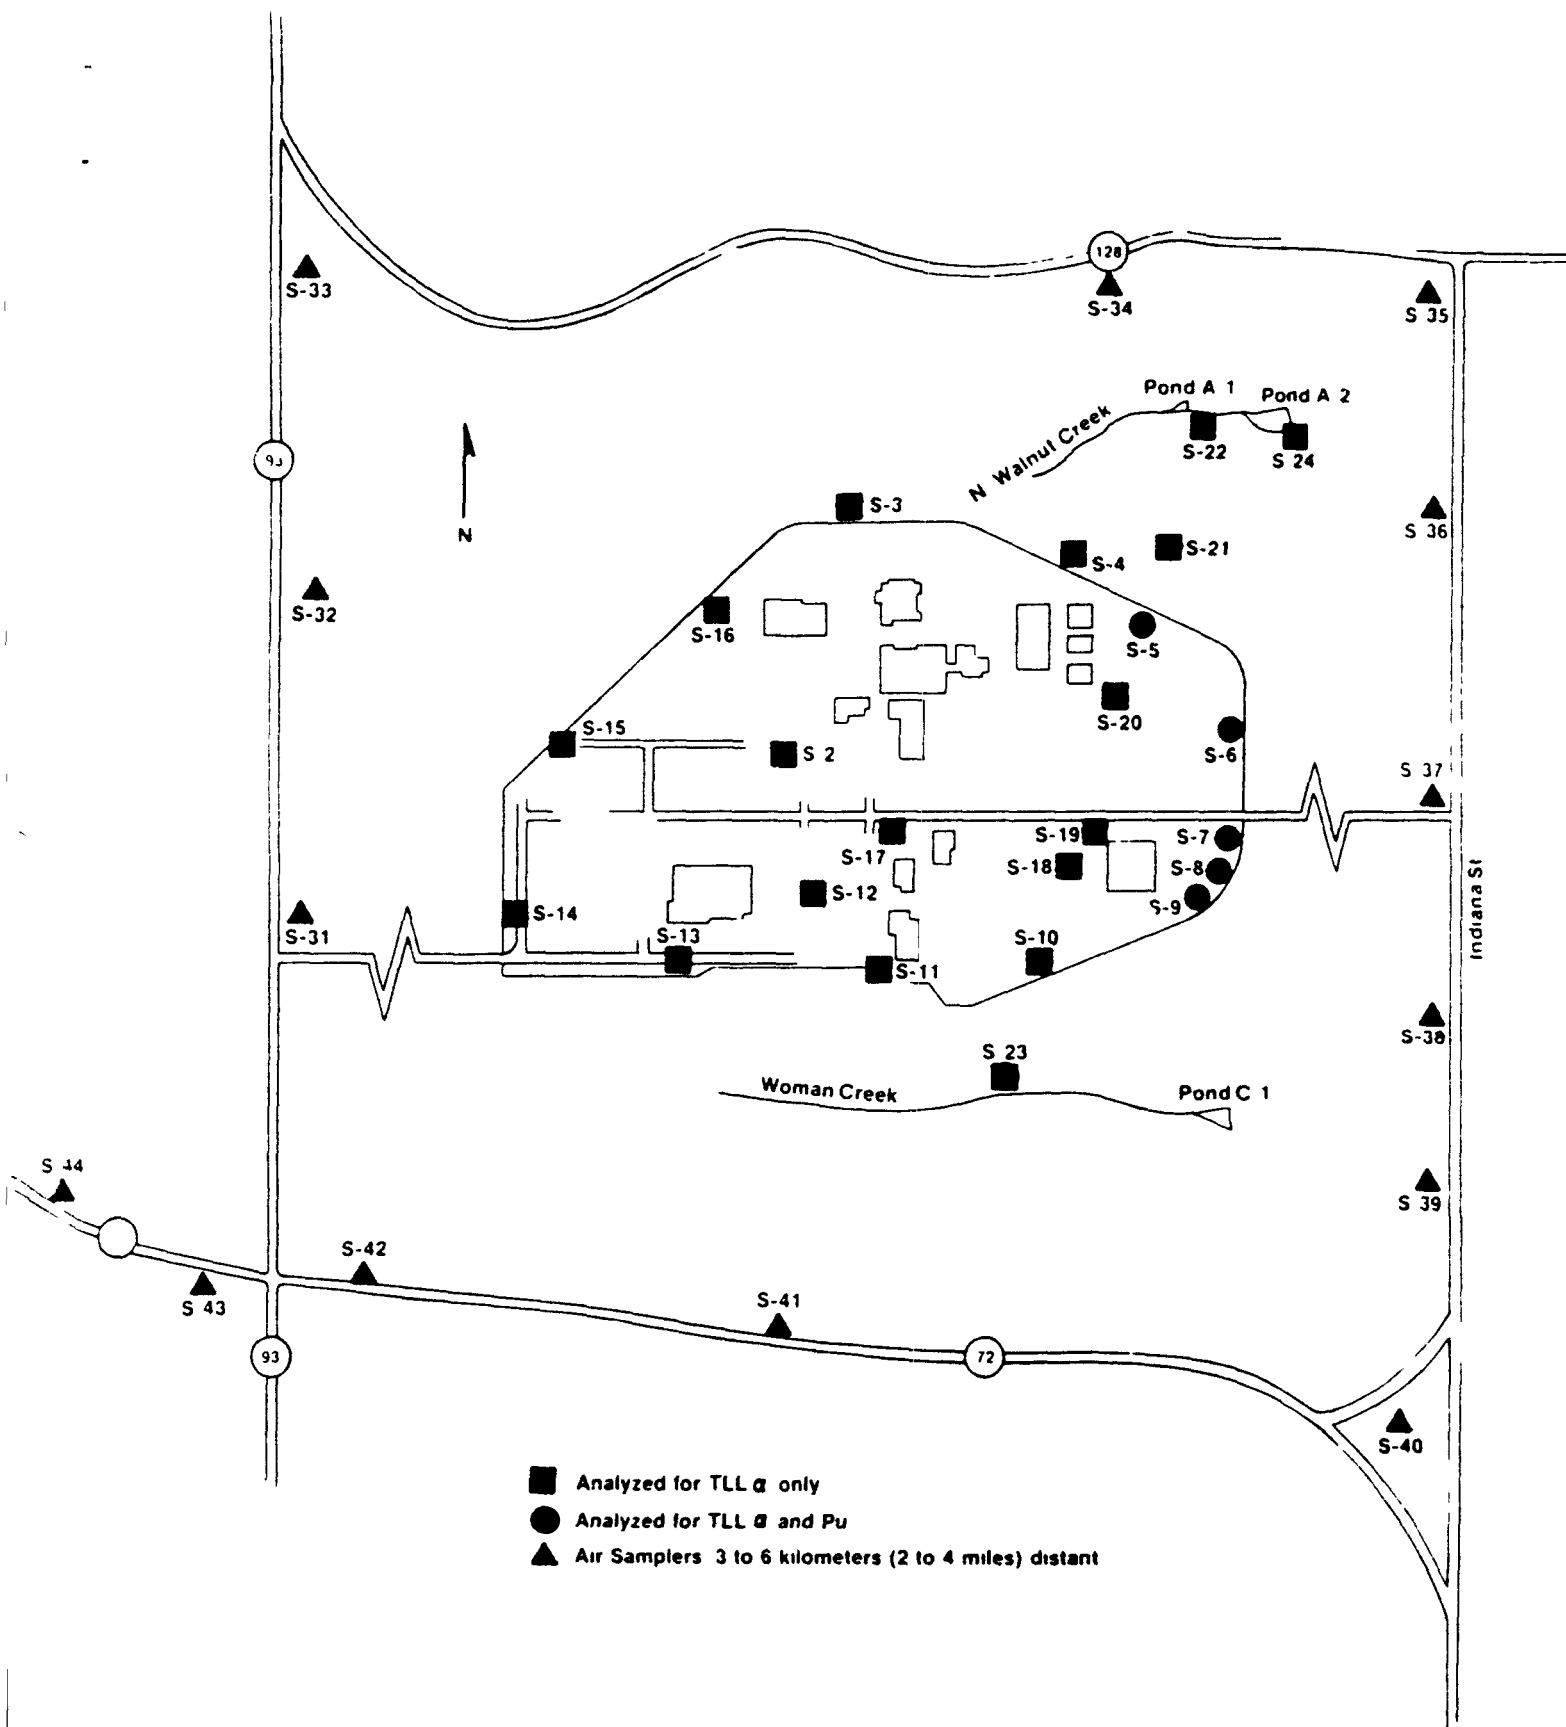 128
S-33
S-34
S 35
Pond A 1
Pond A 2
N Walnut Creek
S-22
S 24
N
S-3
S 36
S-4
S-21
S-32
S-16
S-5
S-20
S-15
S 2
S-6
S 37
S-19
S-7
S-17
S-18
S-8
S-12
S-9
Indiana St
S-14
S-31
S-13
S-10
S-11
S-38
S 23
Woman Creek
Pond C 1
S 44
S 39
S-42
S 43
S-41
93
72
S-40
Analyzed for TLL α only
Analyzed for TLL α and Pu
Air Samplers 3 to 6 kilometers (2 to 4 miles) distant